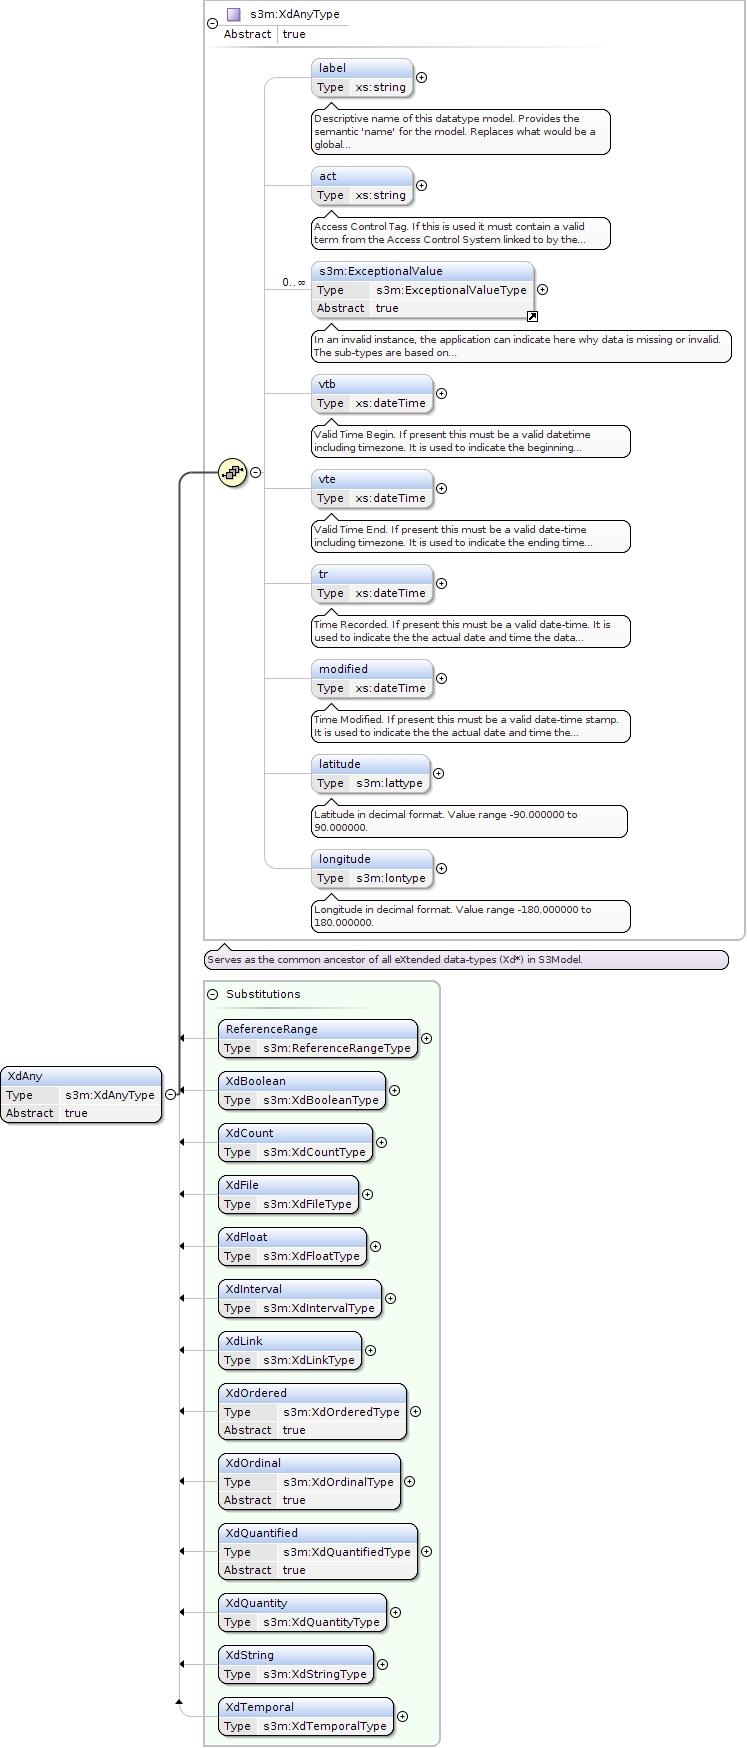 s3m:XdAnyType
Abstract true
label
Type xs:string
Descriptive name of this datatype model. Provides the
semantic 'name' for the model. Replaces what would be a
global...
act
Type xs:string
Access Control Tag. If this is used it must contain a valid
term from the Access Control System linked to by the...
0..∞
s3m:ExceptionalValue
Type s3m:ExceptionalValueType
Abstract true
In an invalid instance, the application can indicate here why data is missing or invalid.
The sub-types are based on...
vtb
Type xs:dateTime
Valid Time Begin. If present this must be a valid datetime
including timezone. It is used to indicate the beginning...
vte
Type xs:dateTime
Valid Time End. If present this must be a valid date-time
including timezone. It is used to indicate the ending time...
tr
Type xs:dateTime
Time Recorded. If present this must be a valid date-time. It is
used to indicate the the actual date and time the data...
modified
Type xs:dateTime
Time Modified. If present this must be a valid date-time stamp.
It is used to indicate the the actual date and time the...
latitude
Type s3m:lattype
Latitude in decimal format. Value range -90.000000 to
90.000000.
longitude
Type s3m:lontype
Longitude in decimal format. Value range -180.000000 to
180.000000.
Serves as the common ancestor of all eXtended data-types (Xd*) in S3Model.
XdAny
Type s3m:XdAnyType
Abstract true
Substitutions
ReferenceRange
Type s3m:ReferenceRangeType
XdBoolean
Type s3m:XdBooleanType
XdCount
Type s3m:XdCountType
XdFile
Type s3m:XdFileType
XdFloat
Type s3m:XdFloatType
XdInterval
Type s3m:XdIntervalType
XdLink
Type s3m:XdLinkType
XdOrdered
Type s3m:XdOrderedType
Abstract true
XdOrdinal
Type s3m:XdOrdinalType
Abstract true
XdQuantified
Type s3m:XdQuantifiedType
Abstract true
XdQuantity
Type s3m:XdQuantityType
XdString
Type s3m:XdStringType
XdTemporal
Type s3m:XdTemporalType